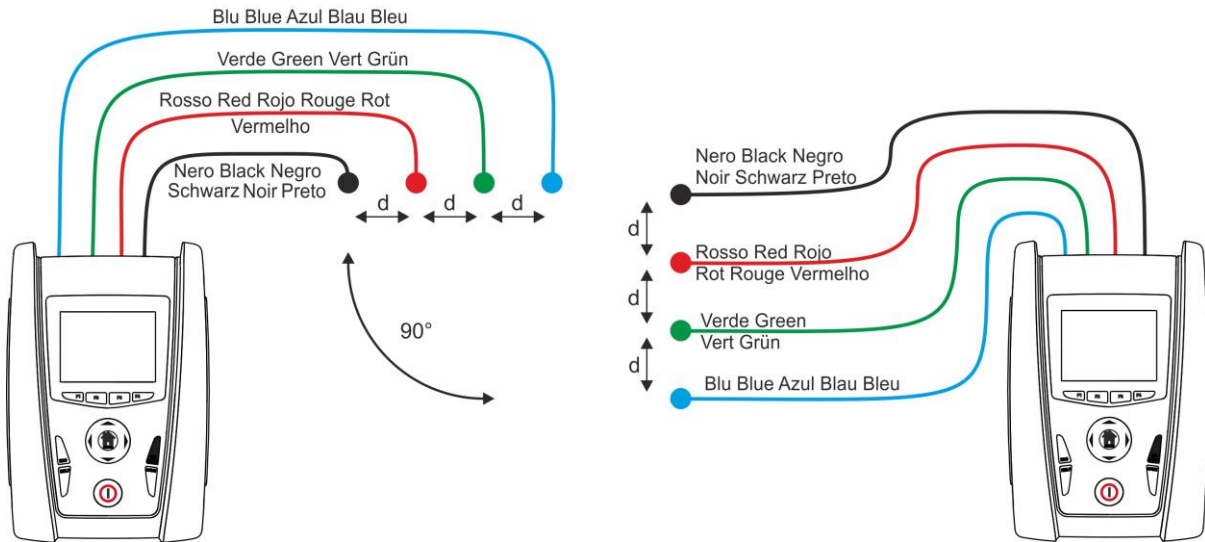 Blu Blue Azul Blau Bleu
Verde Green Vert Grün
Rosso Red Rojo Rouge Rot
Vermelho
Nero Black Negro
Schwarz Noir Preto
d
d
d
90°
Nero Black Negro
Noir Schwarz Preto
d
Rosso Red Rojo
Rot Rouge Vermelho
d
Verde Green
Vert Grün
d
Blu Blue Azul Blau Bleu